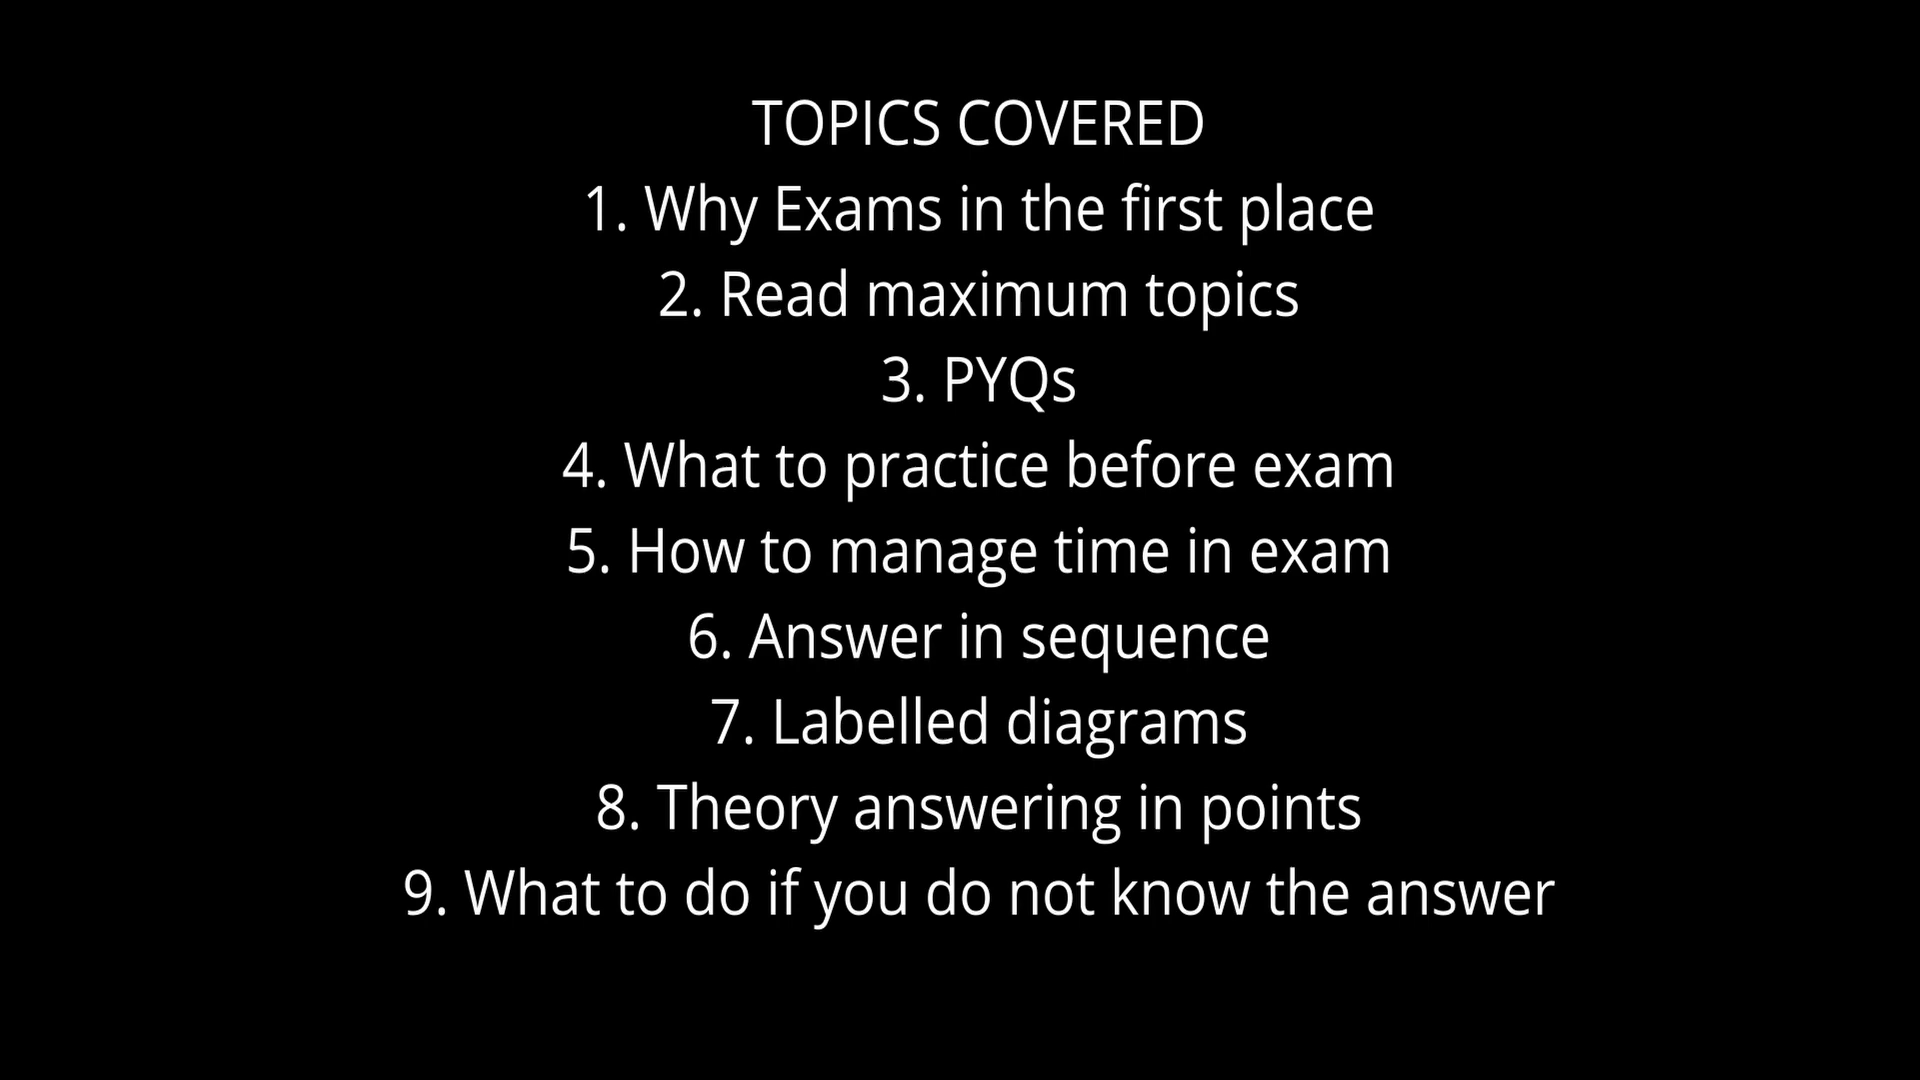 TOPICS COVERED
1. Why Exams in the first place
2. Read maximum topics
3. PYQs
4. What to practice before exam
5. How to manage time in exam
6. Answer in sequence
7. Labelled diagrams
8. Theory answering in points
9. What to do if you do not know the answer